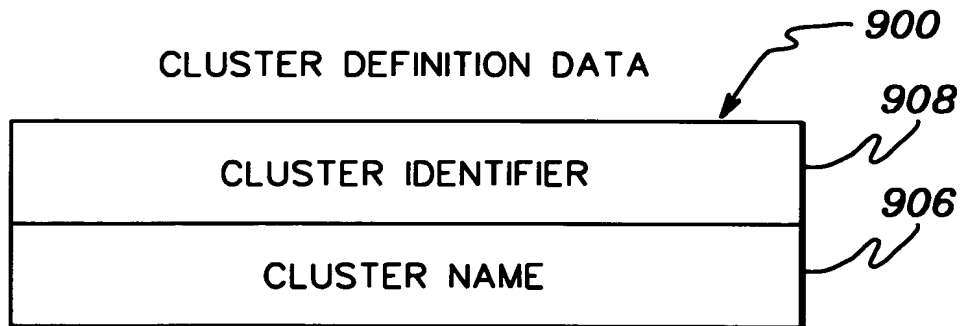 900
CLUSTER DEFINITION DATA
908
CLUSTER IDENTIFIER
906
CLUSTER NAME